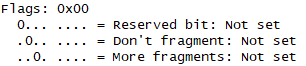 Flags: 0x00
0... .... = Reserved bit: Not set
.0.. .... = Don't fragment: Not set
..0. .... = More fragments: Not set